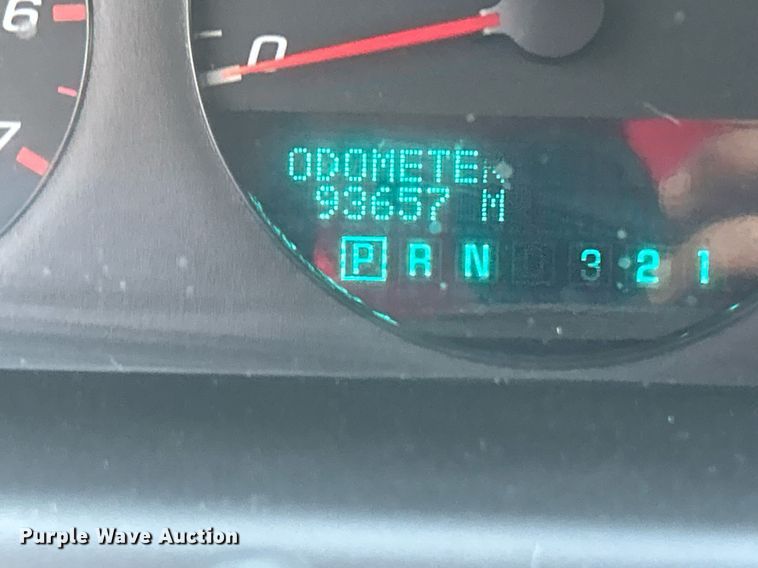 6
0
7
ODOMETER
93657 M
P R N 3 2 1
Purple Wave Auction